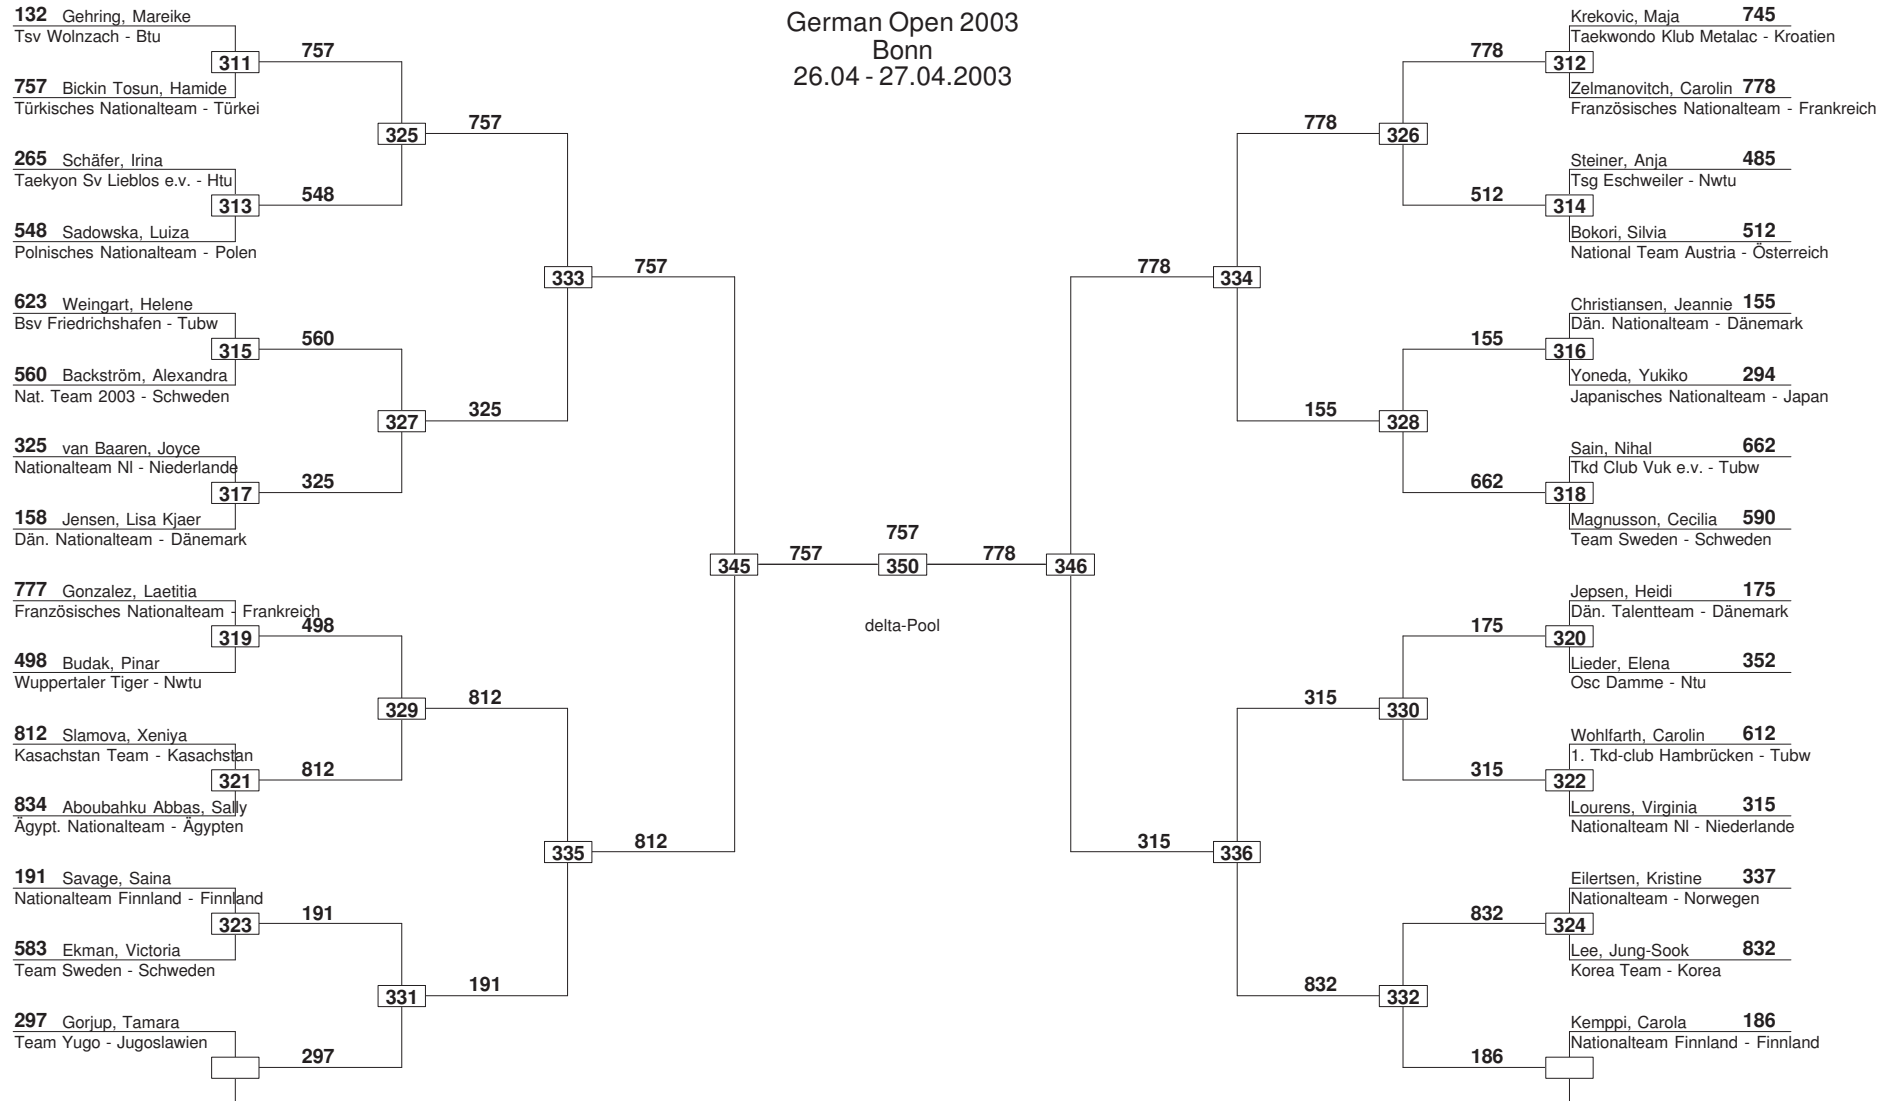 German Open 2003
Bonn
26.04 - 27.04.2003
132 Gehring, Mareike
Tsv Wolnzach - Btu
311
757
757 Bickin Tosun, Hamide
Türkisches Nationalteam - Türkei
325
757
265 Schäfer, Irina
Taekyon Sv Lieblos e.v. - Htu
313
548
548 Sadowska, Luiza
Polnisches Nationalteam - Polen
333
757
623 Weingart, Helene
Bsv Friedrichshafen - Tubw
315
560
560 Backström, Alexandra
Nat. Team 2003 - Schweden
327
325
325 van Baaren, Joyce
Nationalteam Nl - Niederlande
317
325
158 Jensen, Lisa Kjaer
Dän. Nationalteam - Dänemark
345
757
777 Gonzalez, Laetitia
Französisches Nationalteam - Frankreich
319
498
498 Budak, Pinar
Wuppertaler Tiger - Nwtu
329
812
812 Slamova, Xeniya
Kasachstan Team - Kasachstan
321
812
834 Aboubahku Abbas, Sally
Ägypt. Nationalteam - Ägypten
335
812
191 Savage, Saina
Nationalteam Finnland - Finnland
323
191
583 Ekman, Victoria
Team Sweden - Schweden
331
191
297 Gorjup, Tamara
Team Yugo - Jugoslawien
297
757
350
delta-Pool
778
346
Krekovic, Maja 745
Taekwondo Klub Metalac - Kroatien
778
312
Zelmanovitch, Carolin 778
Französisches Nationalteam - Frankreich
778
326
Steiner, Anja 485
Tsg Eschweiler - Nwtu
512
314
Bokori, Silvia 512
National Team Austria - Österreich
778
334
Christiansen, Jeannie 155
Dän. Nationalteam - Dänemark
155
316
Yoneda, Yukiko 294
Japanisches Nationalteam - Japan
155
328
Sain, Nihal 662
Tkd Club Vuk e.v. - Tubw
662
318
Magnusson, Cecilia 590
Team Sweden - Schweden
Jepsen, Heidi 175
Dän. Talentteam - Dänemark
175
320
Lieder, Elena 352
Osc Damme - Ntu
315
330
Wohlfarth, Carolin 612
1. Tkd-club Hambrücken - Tubw
315
322
Lourens, Virginia 315
Nationalteam Nl - Niederlande
315
336
Eilertsen, Kristine 337
Nationalteam - Norwegen
832
324
Lee, Jung-Sook 832
Korea Team - Korea
832
332
Kemppi, Carola 186
Nationalteam Finnland - Finnland
186